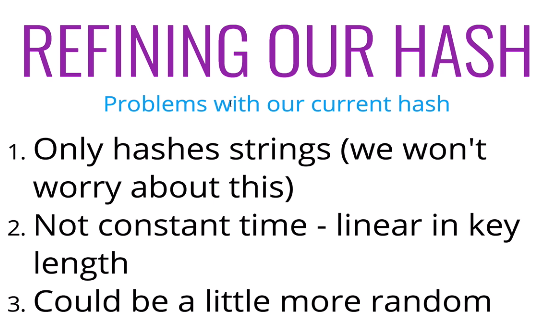 REFINING OUR HASH
Problems with our current hash
1. Only hashes strings (we won't
worry about this)
2. Not constant time - linear in key
length
3. Could be a little more random